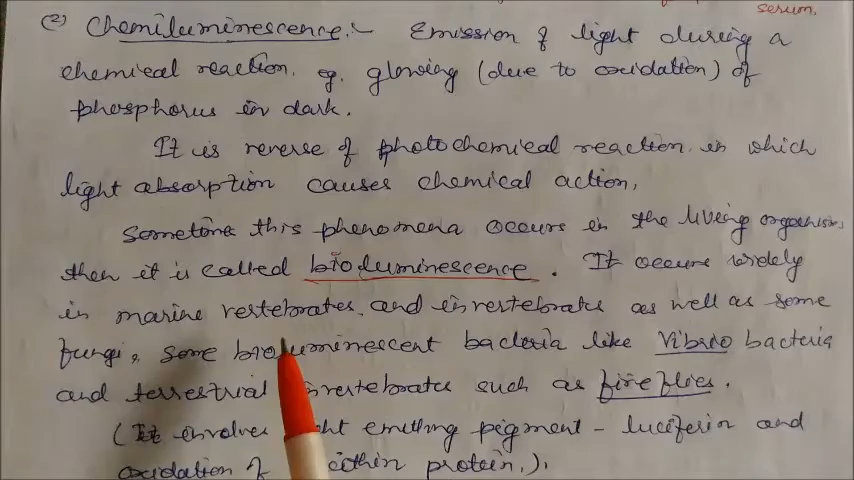 serum.
(2) Chemiluminescence :- Emission of light during a
chemical reaction. eg. glowing (due to oxidation) of
phosphorus in dark.
It is reverse of photochemical reaction in which
light absorption causes chemical action,
Sometime this phenomena occurs in the living organism,
then it is called bioluminescence. It occurs widely
in marine vertebrates and invertebrates as well as some
fungi, some bioluminescent bacteria like Vibrio bacteria
and terrestrial invertebrates such as fireflies.
(It involves light emitting pigment - luciferin and
oxidation of protein.).